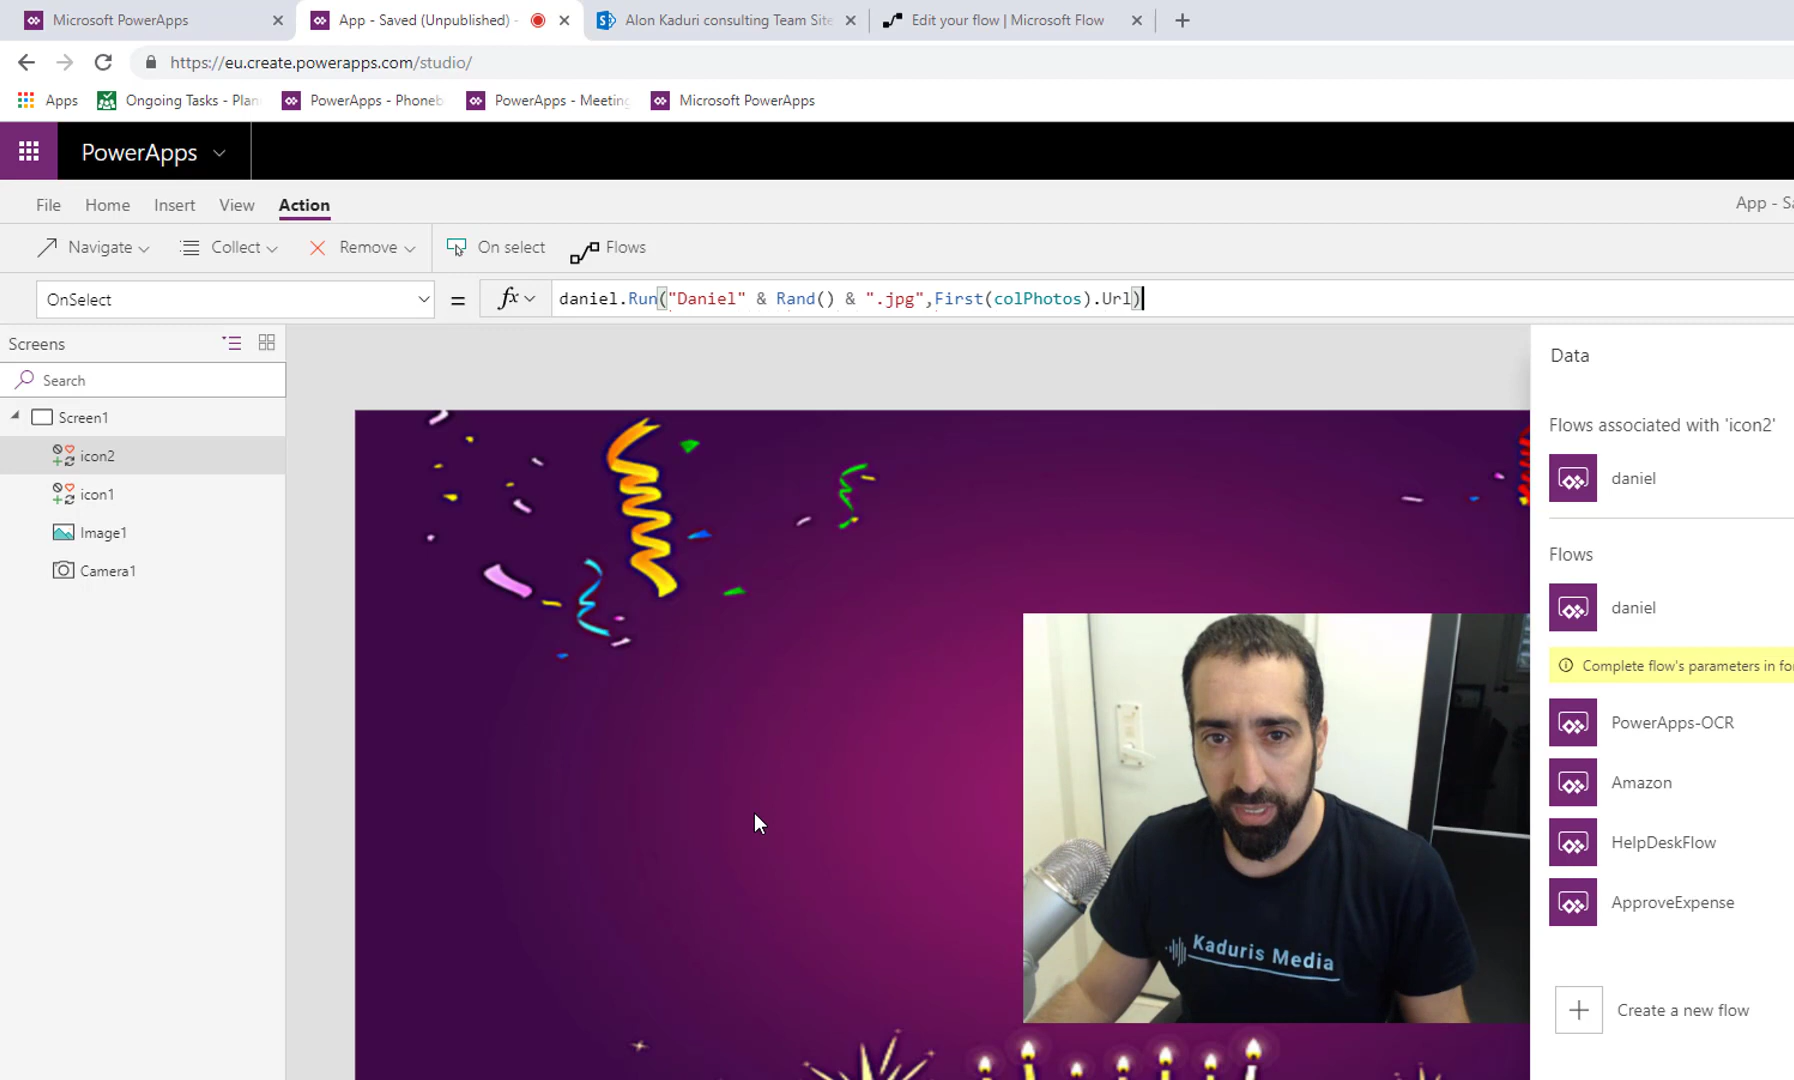 Microsoft PowerApps
App - Saved (Unpublished) -
Alon Kaduri consulting Team Site
Edit your flow | Microsoft Flow
https://eu.create.powerapps.com/studio/
Apps
Ongoing Tasks - Plan
PowerApps - Phoneb
PowerApps - Meeting
Microsoft PowerApps
PowerApps
File
Home
Insert
View
Action
App - Sa
Navigate
Collect
Remove
On select
Flows
OnSelect
=
fx
daniel.Run("Daniel" & Rand() & ".jpg",First(colPhotos).Url)
Screens
Search
Screen1
icon2
icon1
Image1
Camera1
Data
Flows associated with 'icon2'
daniel
Flows
daniel
Complete flow's parameters in fo
PowerApps-OCR
Amazon
HelpDeskFlow
ApproveExpense
Create a new flow
Kaduris Media